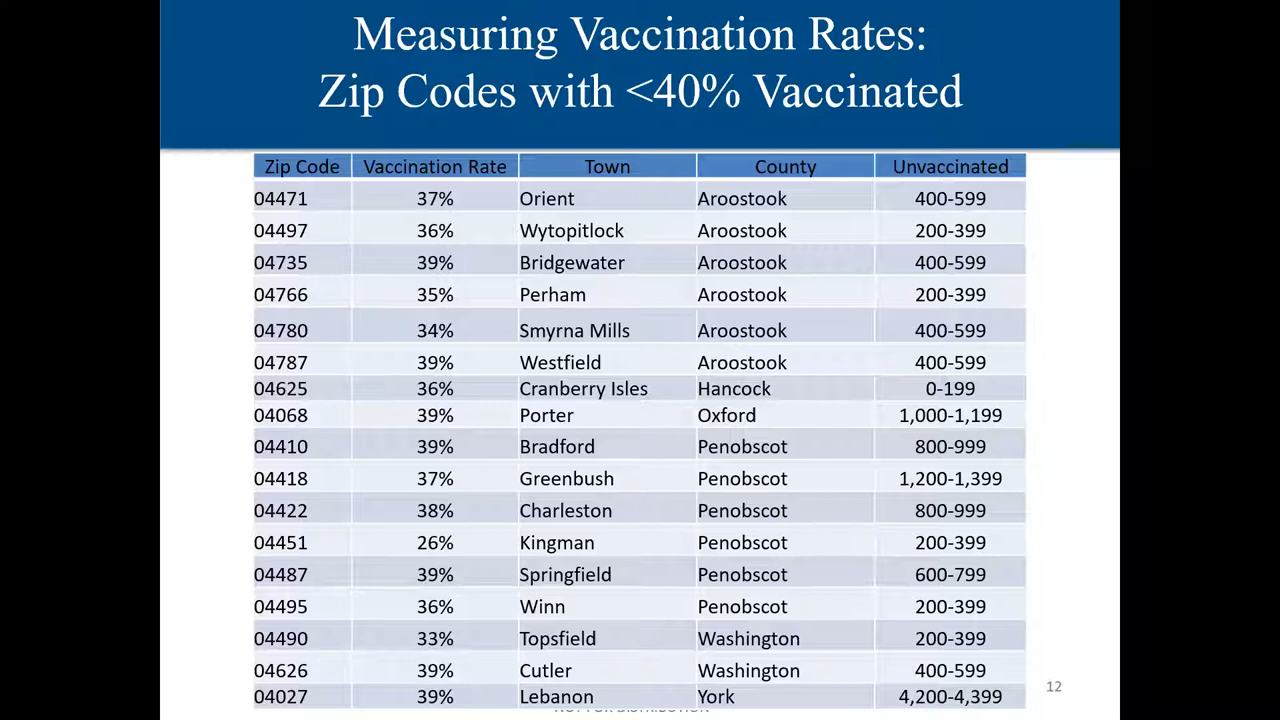 Measuring Vaccination Rates:
Zip Codes with <40% Vaccinated
Zip Code Vaccination Rate Town County Unvaccinated
04471 37% Orient Aroostook 400-599
04497 36% Wytopitlock Aroostook 200-399
04735 39% Bridgewater Aroostook 400-599
04766 35% Perham Aroostook 200-399
04780 34% Smyrna Mills Aroostook 400-599
04787 39% Westfield Aroostook 400-599
04625 36% Cranberry Isles Hancock 0-199
04068 39% Porter Oxford 1,000-1,199
04410 39% Bradford Penobscot 800-999
04418 37% Greenbush Penobscot 1,200-1,399
04422 38% Charleston Penobscot 800-999
04451 26% Kingman Penobscot 200-399
04487 39% Springfield Penobscot 600-799
04495 36% Winn Penobscot 200-399
04490 33% Topsfield Washington 200-399
04626 39% Cutler Washington 400-599
04027 39% Lebanon York 4,200-4,399
12
NOT FOR DISTRIBUTION